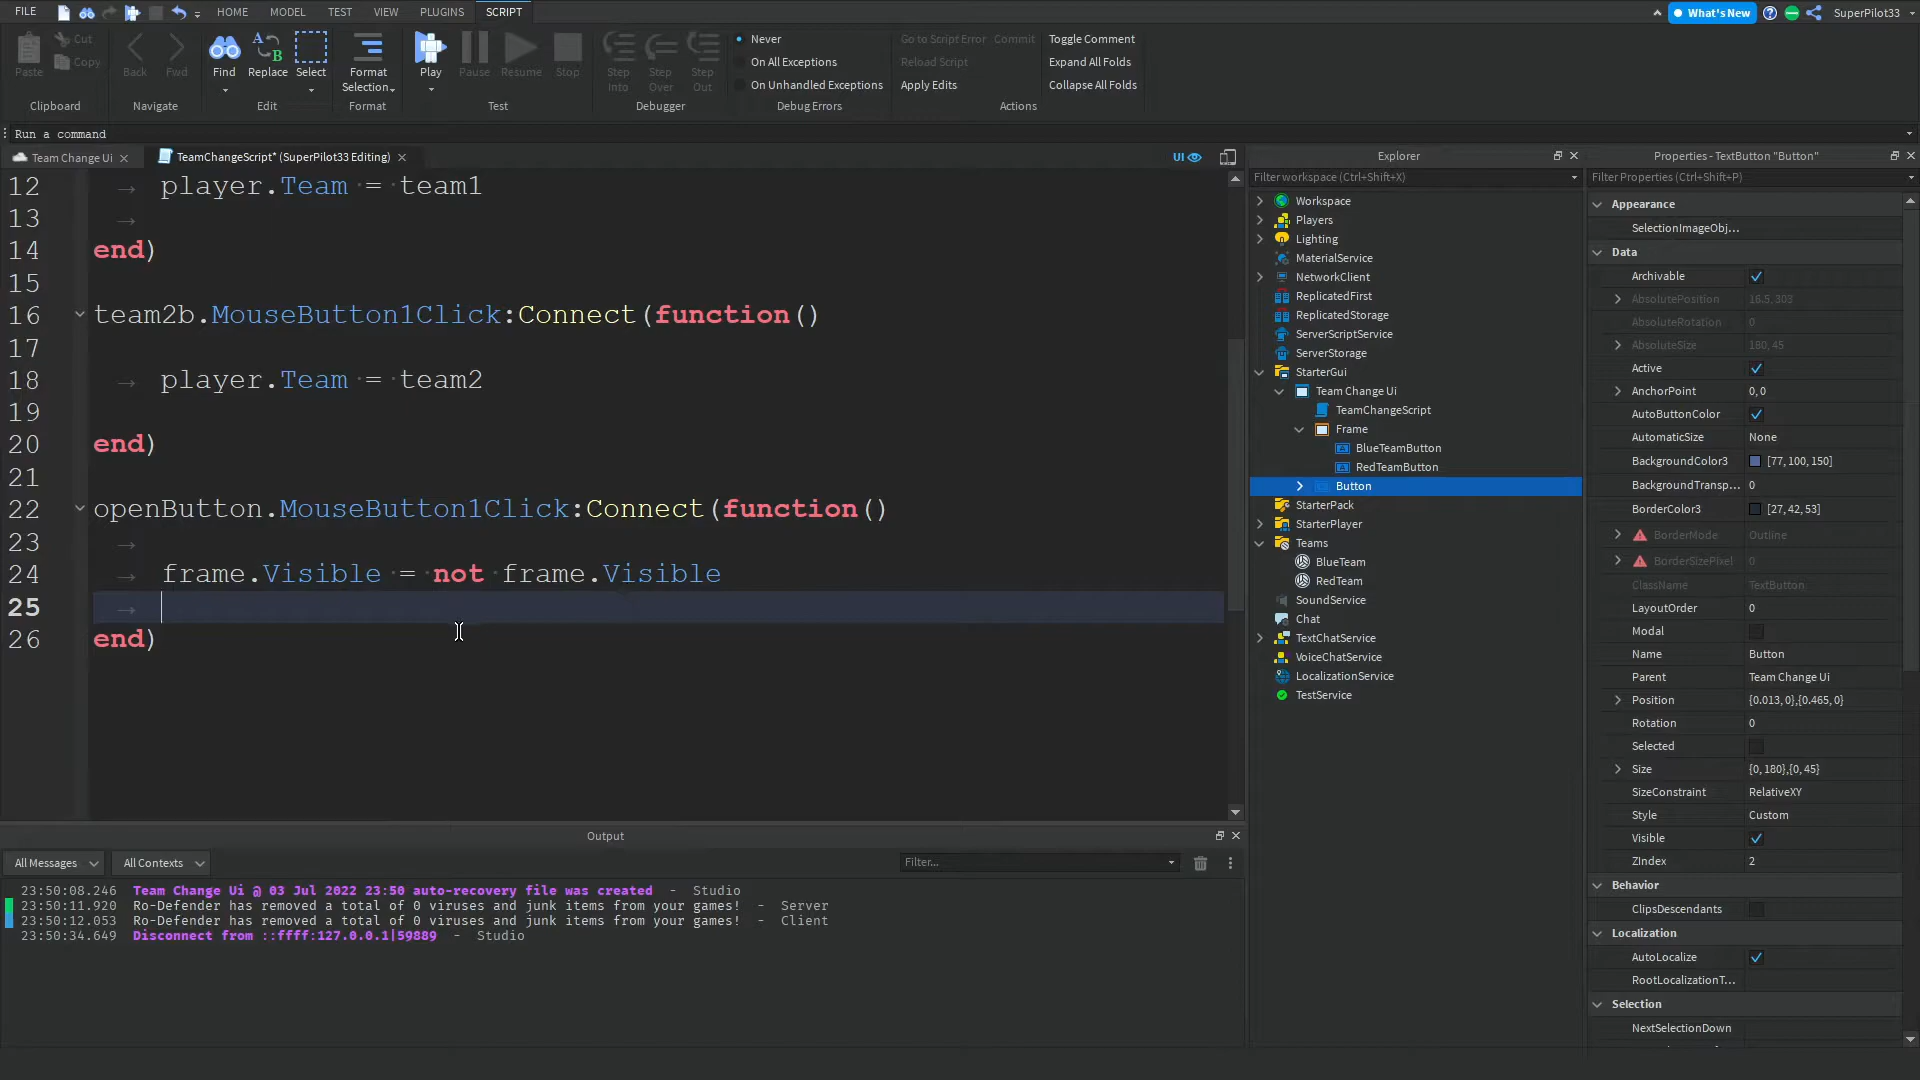 FILE HOME MODEL TEST VIEW PLUGINS SCRIPT What's New SuperPilot33
Paste Cut Copy Back Fwd Find Replace Select Format Selection Play Pause Resume Stop Step Into Step Over Step Out
Never Go to Script Error Commit Toggle Comment
On All Exceptions Reload Script Expand All Folds
On Unhandled Exceptions Apply Edits Collapse All Folds
Clipboard Navigate Edit Format Test Debugger Debug Errors Actions
Run a command
Team Change Ui TeamChangeScript* (SuperPilot33 Editing) UI
12 player.Team = team1
13
14 end)
15
16 team2b.MouseButton1Click:Connect(function()
17
18 player.Team = team2
19
20 end)
21
22 openButton.MouseButton1Click:Connect(function()
23
24 frame.Visible = not frame.Visible
25
26 end)
Output
All Messages All Contexts Filter...
23:50:08.246 Team Change Ui @ 03 Jul 2022 23:50 auto-recovery file was created - Studio
23:50:11.920 Ro-Defender has removed a total of 0 viruses and junk items from your games! - Server
23:50:12.053 Ro-Defender has removed a total of 0 viruses and junk items from your games! - Client
23:50:34.649 Disconnect from ::ffff:127.0.0.1|59889 - Studio
Explorer
Filter workspace (Ctrl+Shift+X)
Workspace
Players
Lighting
MaterialService
NetworkClient
ReplicatedFirst
ReplicatedStorage
ServerScriptService
ServerStorage
StarterGui
Team Change Ui
TeamChangeScript
Frame
BlueTeamButton
RedTeamButton
Button
StarterPack
StarterPlayer
Teams
BlueTeam
RedTeam
SoundService
Chat
TextChatService
VoiceChatService
LocalizationService
TestService
Properties - TextButton "Button"
Filter Properties (Ctrl+Shift+P)
Appearance
SelectionImageObj...
Data
Archivable
AbsolutePosition 16.5, 303
AbsoluteRotation 0
AbsoluteSize 180, 45
Active
AnchorPoint 0, 0
AutoButtonColor
AutomaticSize None
BackgroundColor3 [77, 100, 150]
BackgroundTransp... 0
BorderColor3 [27, 42, 53]
BorderMode Outline
BorderSizePixel 0
ClassName TextButton
LayoutOrder 0
Modal
Name Button
Parent Team Change Ui
Position {0.013, 0},{0.465, 0}
Rotation 0
Selected
Size {0, 180},{0, 45}
SizeConstraint RelativeXY
Style Custom
Visible
ZIndex 2
Behavior
ClipsDescendants
Localization
AutoLocalize
RootLocalizationT...
Selection
NextSelectionDown